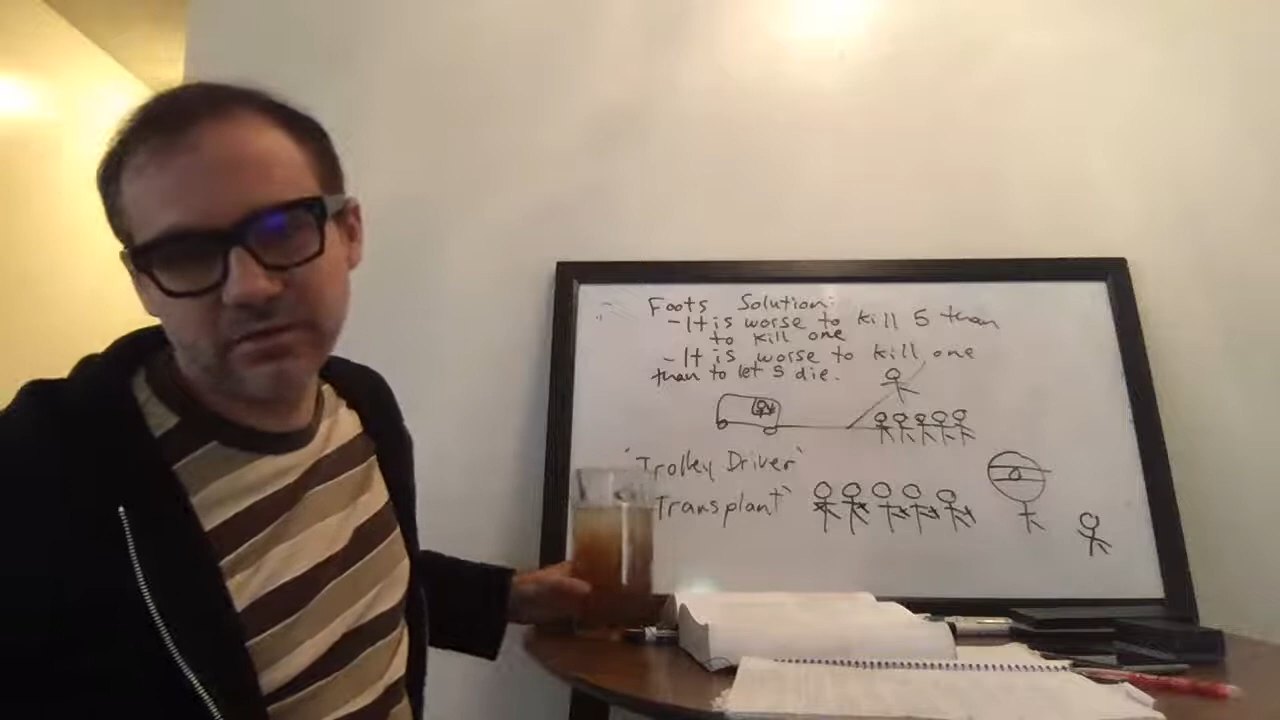 Foots Solution:
- It is worse to kill 5 than
to kill one
- It is worse to kill one
than to let 5 die.
'Trolley Driver'
Transplant'